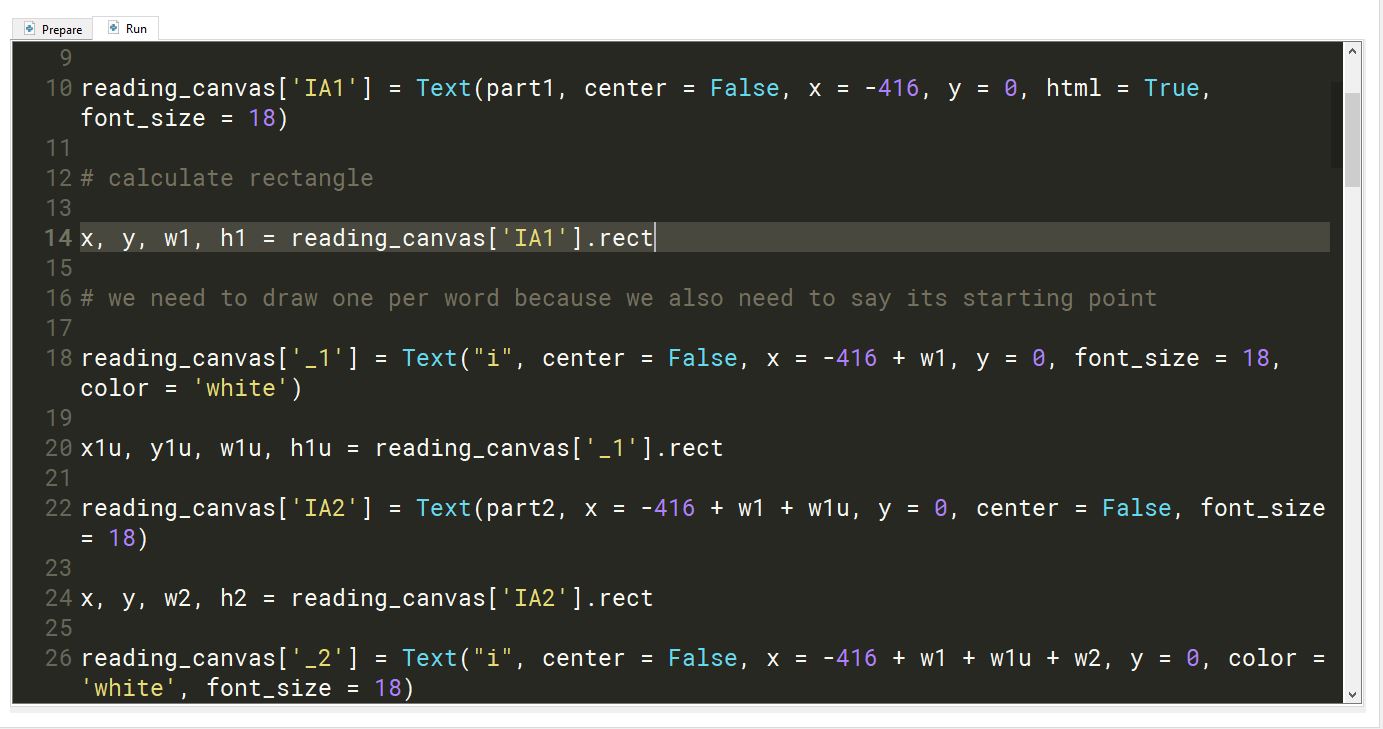 Prepare Run
9
10 reading_canvas['IA1'] = Text(part1, center = False, x = -416, y = 0, html = True,
font_size = 18)
11
12 # calculate rectangle
13
14 x, y, w1, h1 = reading_canvas['IA1'].rect
15
16 # we need to draw one per word because we also need to say its starting point
17
18 reading_canvas['_1'] = Text("i", center = False, x = -416 + w1, y = 0, font_size = 18,
color = 'white')
19
20 x1u, y1u, w1u, h1u = reading_canvas['_1'].rect
21
22 reading_canvas['IA2'] = Text(part2, x = -416 + w1 + w1u, y = 0, center = False, font_size
= 18)
23
24 x, y, w2, h2 = reading_canvas['IA2'].rect
25
26 reading_canvas['_2'] = Text("i", center = False, x = -416 + w1 + w1u + w2, y = 0, color =
'white', font_size = 18)